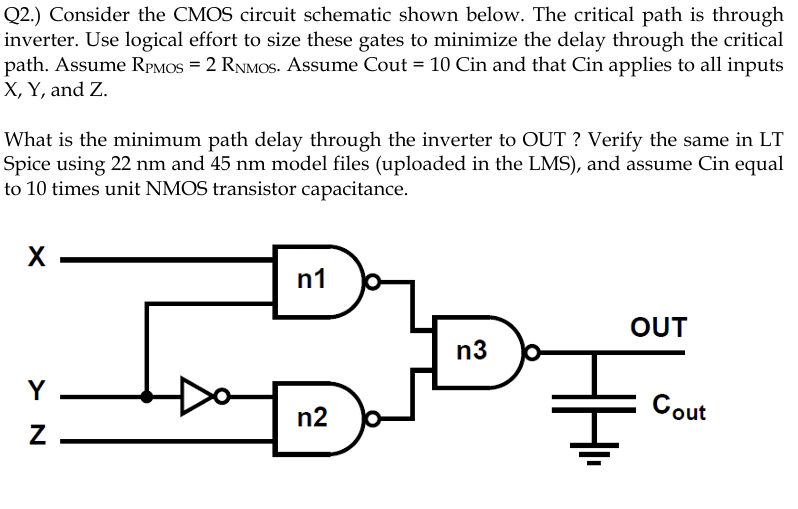 Q2.) Consider the CMOS circuit schematic shown below. The critical path is through
inverter. Use logical effort to size these gates to minimize the delay through the critical
path. Assume RPMOS = 2 RNMOS. Assume Cout = 10 Cin and that Cin applies to all inputs
X, Y, and Z.
What is the minimum path delay through the inverter to OUT ? Verify the same in LT
Spice using 22 nm and 45 nm model files (uploaded in the LMS), and assume Cin equal
to 10 times unit NMOS transistor capacitance.
X
n1
OUT
n3
Y
Cout
n2
Z